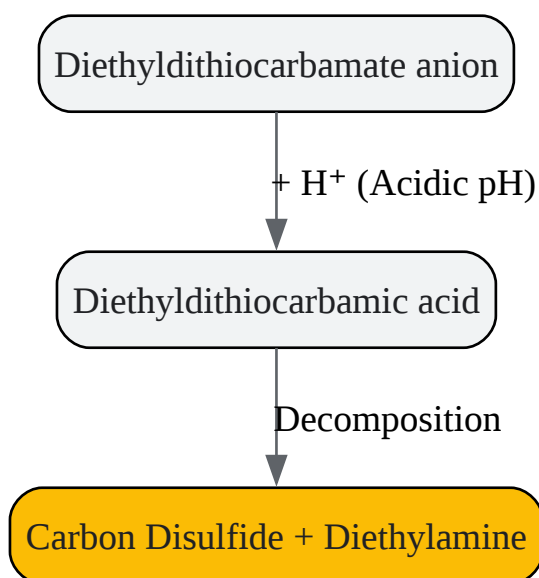 Diethyldithiocarbamate anion
+ H⁺ (Acidic pH)
Diethyldithiocarbamic acid
Decomposition
Carbon Disulfide + Diethylamine